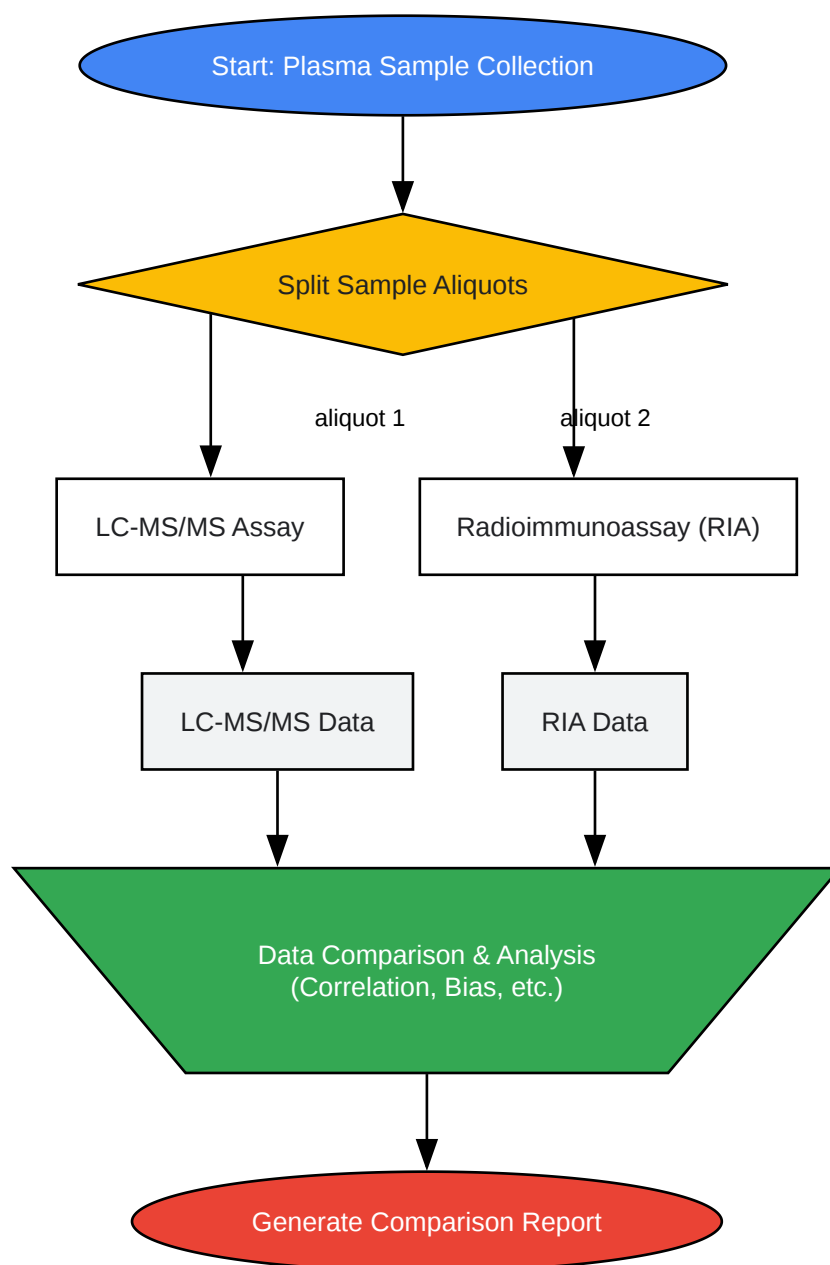 Start: Plasma Sample Collection
Split Sample Aliquots
aliquot 1
aliquot 2
LC-MS/MS Assay
Radioimmunoassay (RIA)
LC-MS/MS Data
RIA Data
Data Comparison & Analysis
(Correlation, Bias, etc.)
Generate Comparison Report